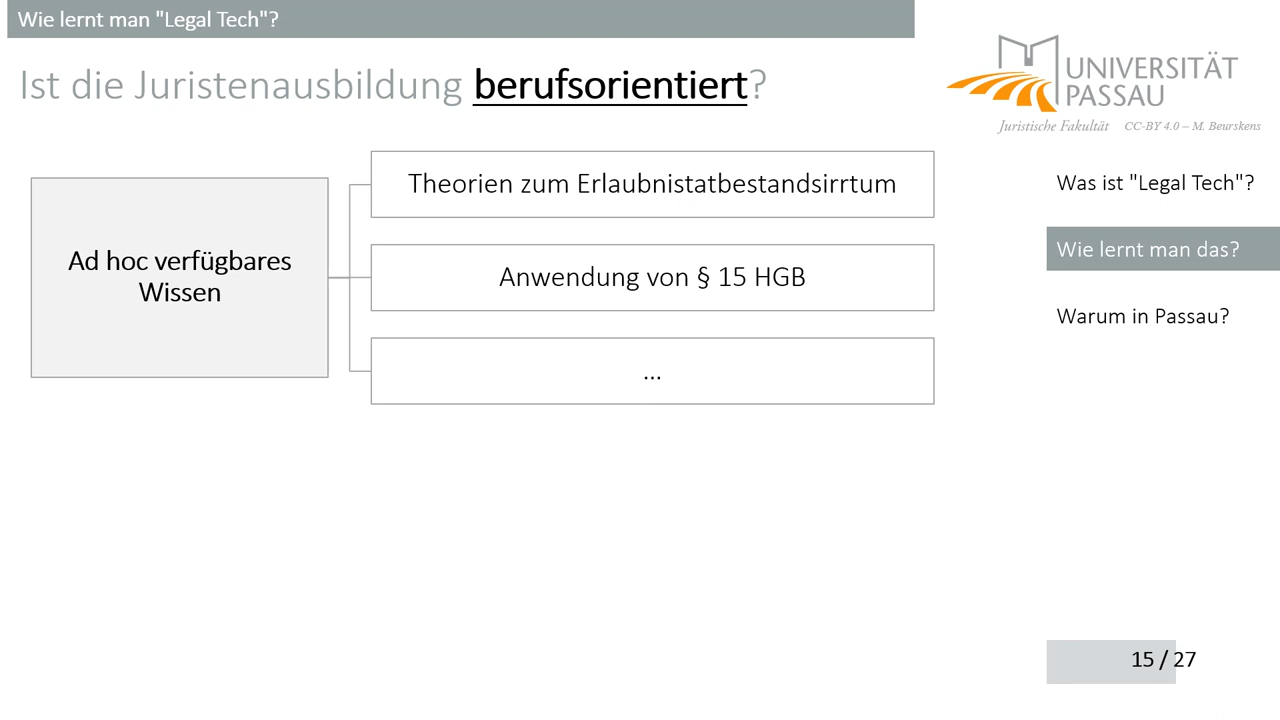 Wie lernt man "Legal Tech"?
Ist die Juristenausbildung berufsorientiert?
UNIVERSITÄT
PASSAU
Juristische Fakultät CC-BY 4.0 – M. Beurskens
Ad hoc verfügbares
Wissen
Theorien zum Erlaubnistatbestandsirrtum
Anwendung von § 15 HGB
...
Was ist "Legal Tech"?
Wie lernt man das?
Warum in Passau?
15 / 27